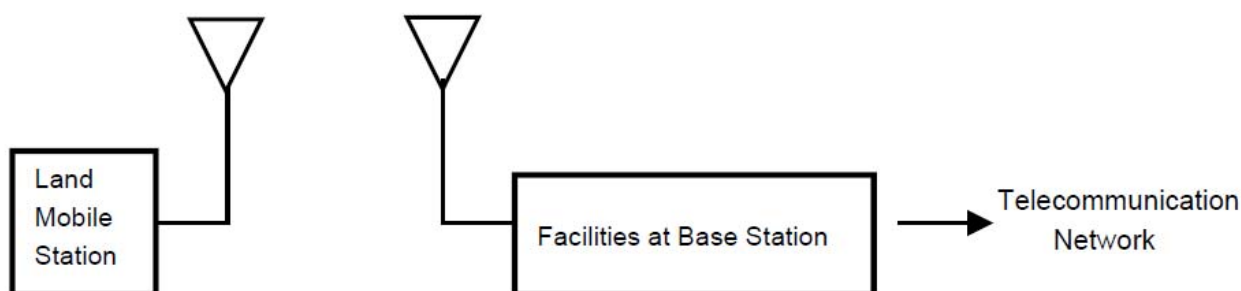 Land
Mobile
Station
Facilities at Base Station
Telecommunication
Network